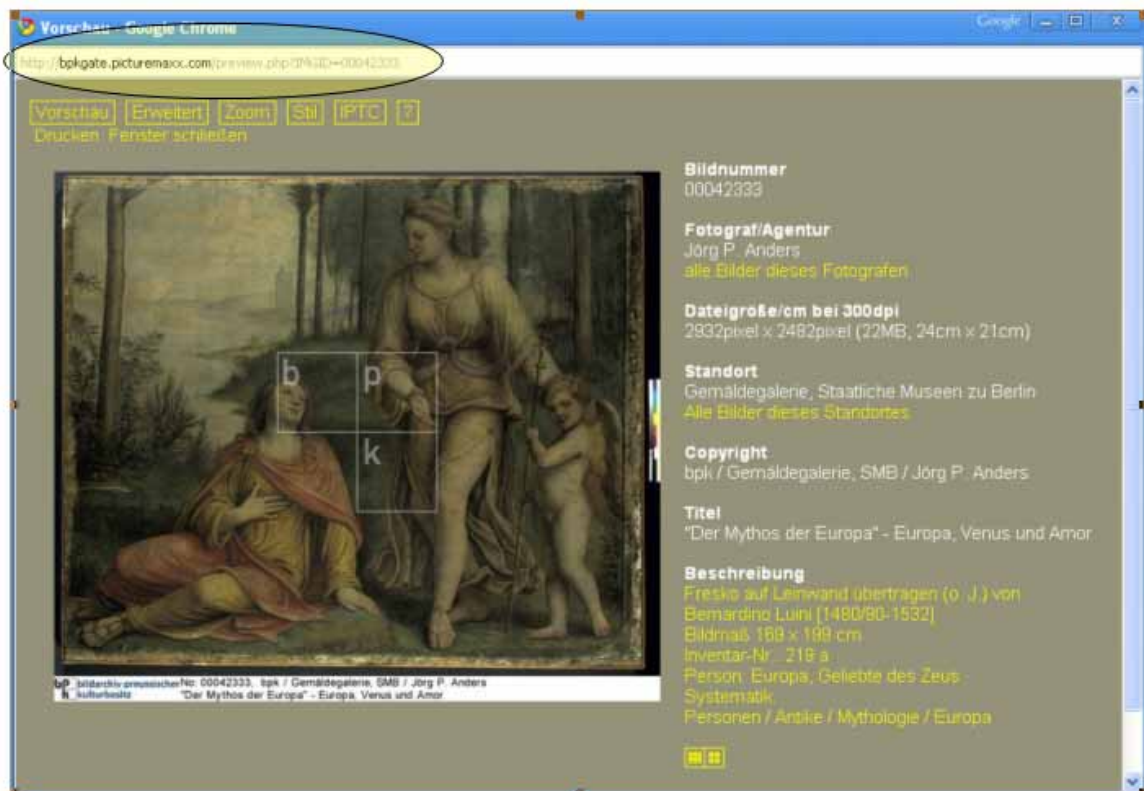 Vorschau - Google Chrome
Google
http://bpkgate.picturemaxx.com/preview.php?
Vorschau Erweitert Zoom Stil IPTC ?
Drucken Fenster schließen
Bildnummer
00042333
Fotograf/Agentur
Jörg P. Anders
alle Bilder dieses Fotografen
Dateigröße/cm bei 300dpi
2932pixel x 2482pixel (22MB, 24cm x 21cm)
Standort
Gemäldegalerie, Staatliche Museen zu Berlin
Alle Bilder dieses Standortes
Copyright
bpk / Gemäldegalerie, SMB / Jörg P. Anders
Titel
"Der Mythos der Europa" - Europa, Venus und Amor
Beschreibung
Fresko auf Leinwand übertragen (o. J.) von
Bernardino Luini [1480/90-1532]
Bildmaß 169 x 199 cm
Inventar-Nr.: 219 a
Person: Europa, Geliebte des Zeus -
Systematik:
Personen / Antike / Mythologie / Europa
b p
k
bp bildarchiv preussischer No: 00042333, bpk / Gemäldegalerie, SMB / Jörg P. Anders
k kulturbesitz "Der Mythos der Europa" - Europa, Venus und Amor